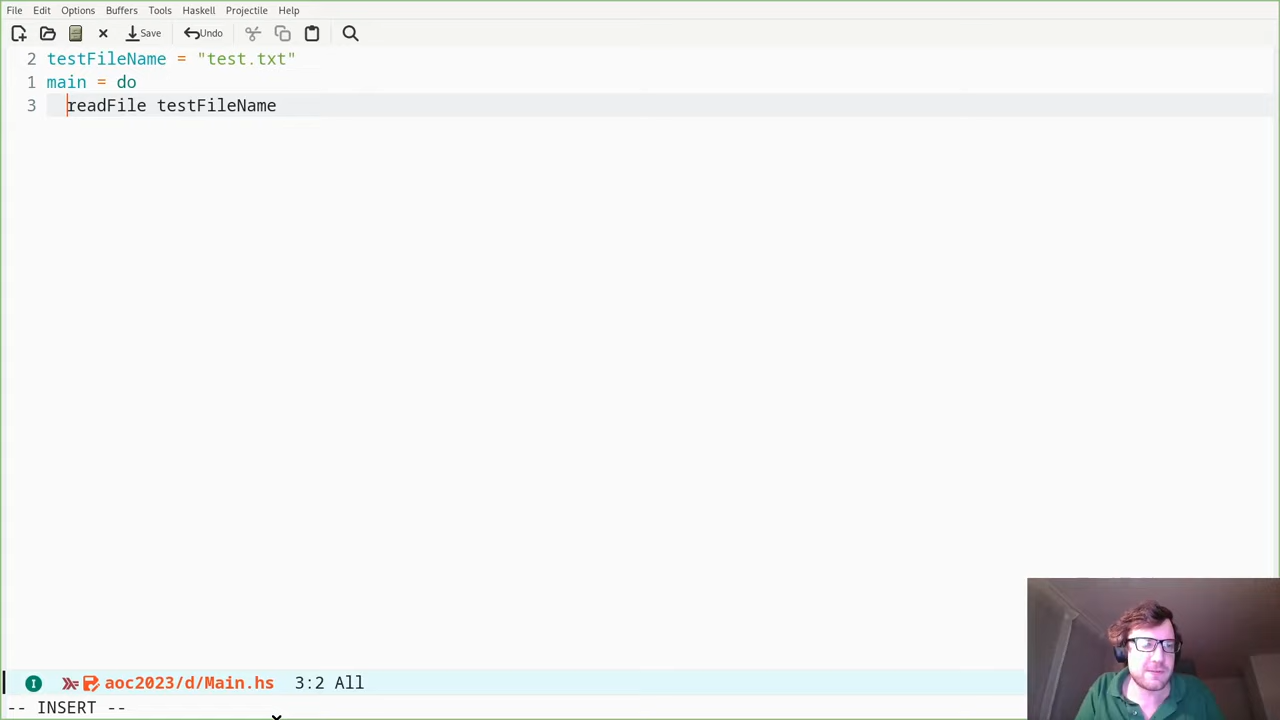 File Edit Options Buffers Tools Haskell Projectile Help
Save Undo
2 testFileName = "test.txt"
1 main = do
3 readFile testFileName
I aoc2023/d/Main.hs 3:2 All
-- INSERT --